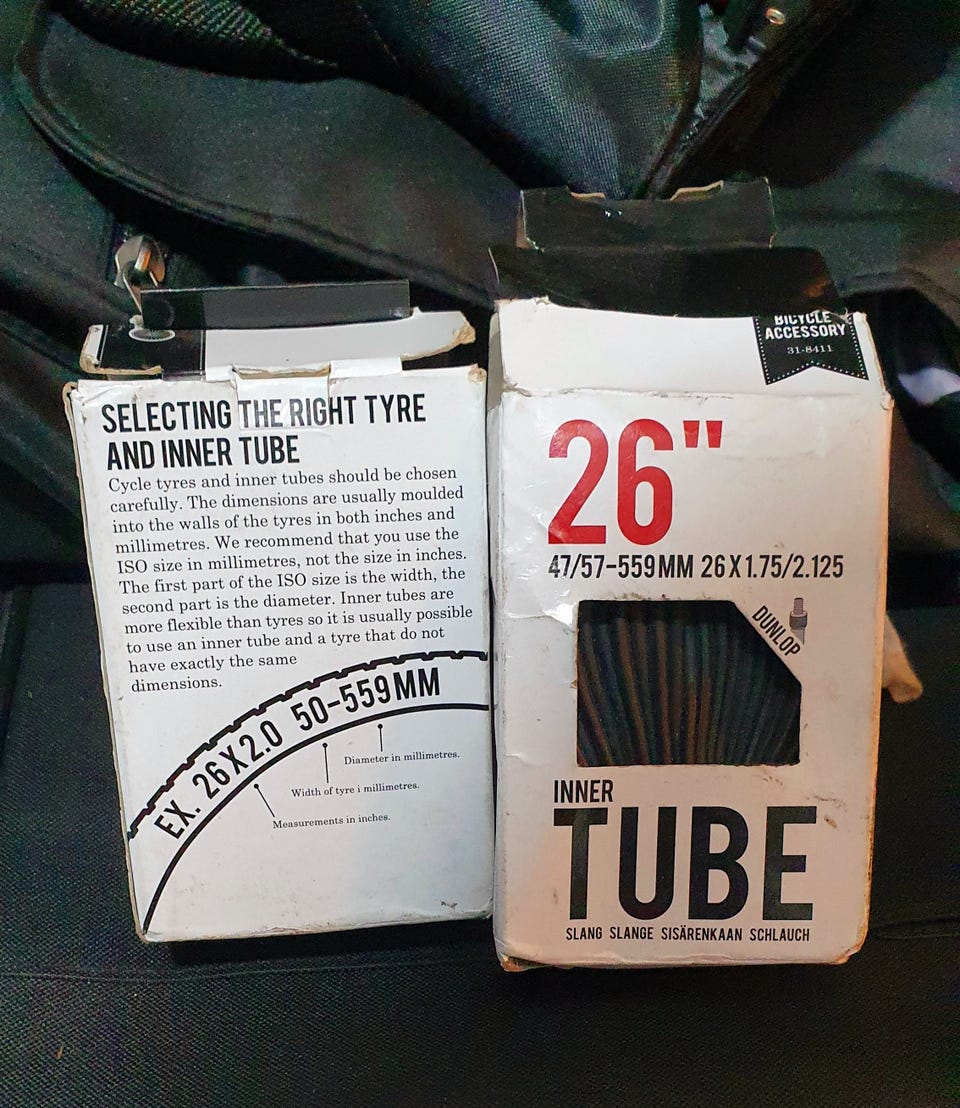 SELECTING THE RIGHT TYRE
AND INNER TUBE
Cycle tyres and inner tubes should be chosen
carefully. The dimensions are usually moulded
into the walls of the tyres in both inches and
millimetres. We recommend that you use the
ISO size in millimetres, not the size in inches.
The first part of the ISO size is the width, the
second part is the diameter. Inner tubes are
more flexible than tyres so it is usually possible
to use an inner tube and a tyre that do not
have exactly the same
dimensions.
EX. 26X2.0 50-559MM
Diameter in millimetres.
Width of tyre i millimetres.
Measurements in inches.
BICYCLE
ACCESSORY
31-8411
26"
47/57-559MM 26X1.75/2.125
DUNLOP
INNER
TUBE
SLANG SLANGE SISÄRENKAAN SCHLAUCH